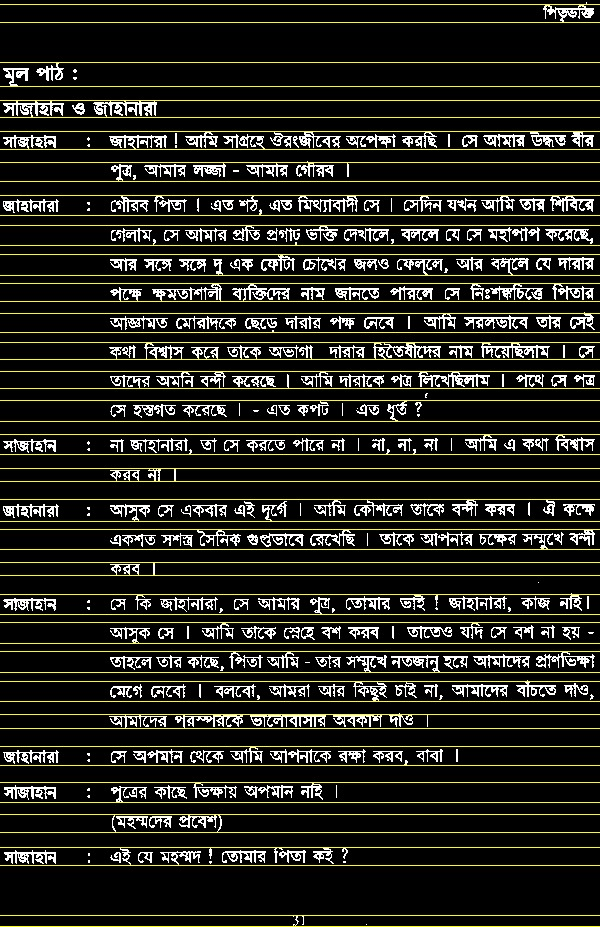 পিতৃভক্তি
মূল পাঠ :
সাজাহান ও জাহানারা
সাজাহান : জাহানারা ! আমি সাগ্রহে ঔরংজীবের অপেক্ষা করছি । সে আমার উদ্ধত বীর
পুত্র, আমার লজ্জা - আমার গৌরব ।
জাহানারা : গৌরব পিতা ! এত শঠ, এত মিথ্যাবাদী সে । সেদিন যখন আমি তার শিবিরে
গেলাম, সে আমার প্রতি প্রগাঢ় ভক্তি দেখালে, বললে যে সে মহাপাপ করেছে,
আর সঙ্গে সঙ্গে দু এক ফোঁটা চোখের জলও ফেল্‌লে, আর বল্‌লে যে দারার
পক্ষে ক্ষমতাশালী ব্যক্তিদের নাম জানতে পারলে সে নিঃশঙ্কচিত্তে পিতার
আজ্ঞামত মোরাদকে ছেড়ে দারার পক্ষ নেবে । আমি সরলভাবে তার সেই
কথা বিশ্বাস করে তাকে অভাগা দারার হিতৈষীদের নাম দিয়েছিলাম । সে
তাদের অমনি বন্দী করেছে । আমি দারাকে পত্র লিখেছিলাম । পথে সে পত্র
সে হস্তগত করেছে । - এত কপট । এত ধূর্ত ?
সাজাহান : না জাহানারা, তা সে করতে পারে না । না, না, না । আমি এ কথা বিশ্বাস
করব না ।
জাহানারা : আসুক সে একবার এই দূর্গে । আমি কৌশলে তাকে বন্দী করব । ঐ কক্ষে
একশত সশস্ত্র সৈনিক গুপ্তভাবে রেখেছি । তাকে আপনার চক্ষের সম্মুখে বন্দী
করব ।
সাজাহান : সে কি জাহানারা, সে আমার পুত্র, তোমার ভাই ! জাহানারা, কাজ নাই।
আসুক সে । আমি তাকে স্নেহে বশ করব । তাতেও যদি সে বশ না হয় -
তাহলে তার কাছে, পিতা আমি - তার সম্মুখে নতজানু হয়ে আমাদের প্রাণভিক্ষা
মেগে নেবো । বলবো, আমরা আর কিছুই চাই না, আমাদের বাঁচতে দাও,
আমাদের পরস্পরকে ভালোবাসার অবকাশ দাও ।
জাহানারা : সে অপমান থেকে আমি আপনাকে রক্ষা করব, বাবা ।
সাজাহান : পুত্রের কাছে ভিক্ষায় অপমান নাই ।
(মহম্মদের প্রবেশ)
সাজাহান : এই যে মহম্মদ ! তোমার পিতা কই ?
31